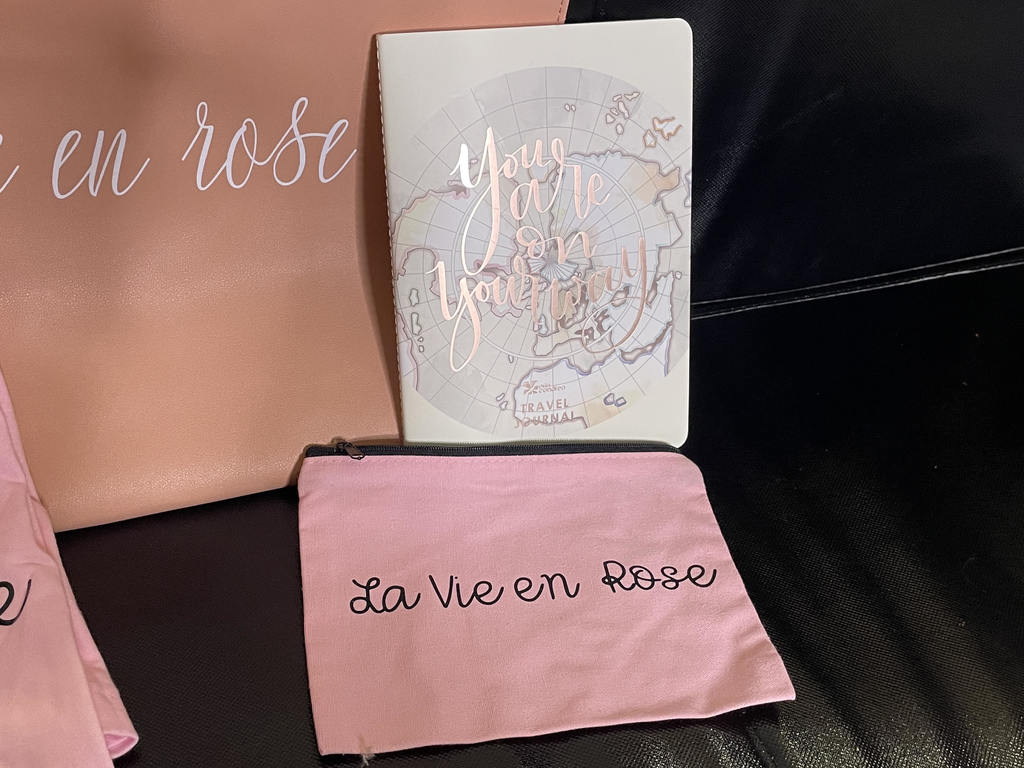 en rose
You
are
on
your way
TRAVEL
JOURNAL
La Vie en Rose